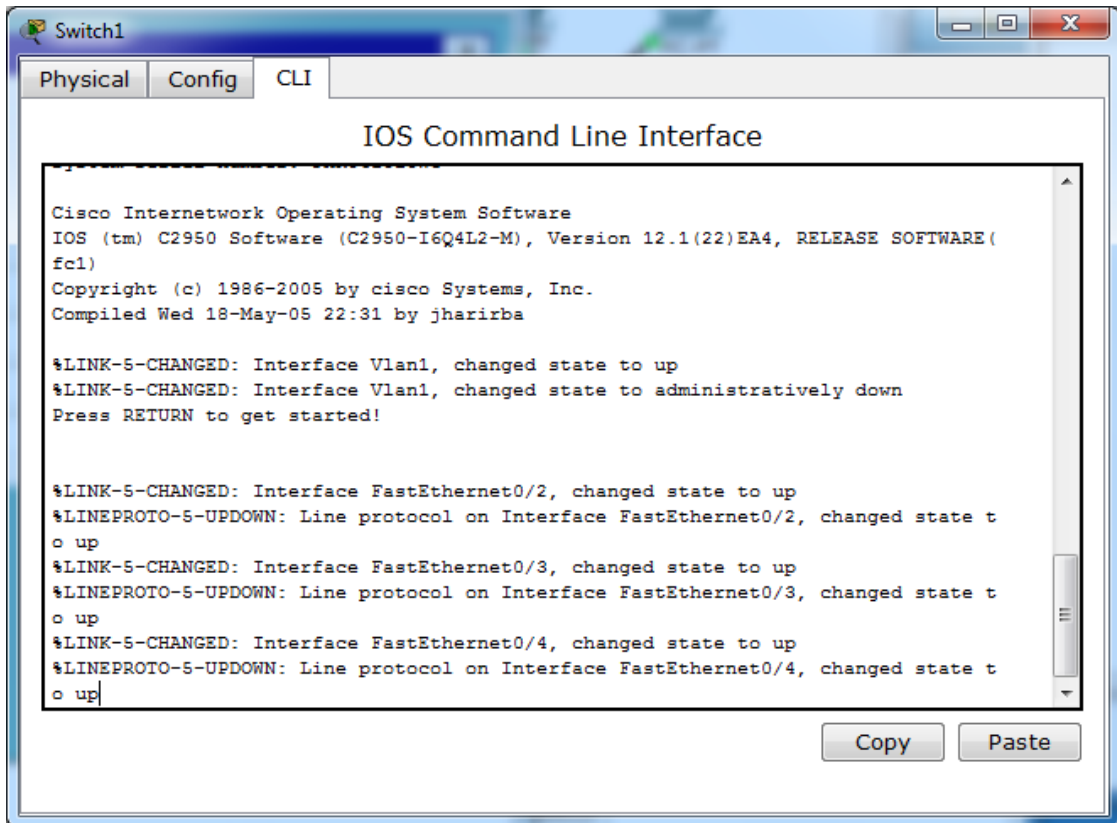 Switch1
Physical
Config
CLI
IOS Command Line Interface
Cisco Internetwork Operating System Software
IOS (tm) C2950 Software (C2950-I6Q4L2-M), Version 12.1(22)EA4, RELEASE SOFTWARE(
fc1)
Copyright (c) 1986-2005 by cisco Systems, Inc.
Compiled Wed 18-May-05 22:31 by jharirba
%LINK-5-CHANGED: Interface Vlan1, changed state to up
%LINK-5-CHANGED: Interface Vlan1, changed state to administratively down
Press RETURN to get started!
%LINK-5-CHANGED: Interface FastEthernet0/2, changed state to up
%LINEPROTO-5-UPDOWN: Line protocol on Interface FastEthernet0/2, changed state t
o up
%LINK-5-CHANGED: Interface FastEthernet0/3, changed state to up
%LINEPROTO-5-UPDOWN: Line protocol on Interface FastEthernet0/3, changed state t
o up
%LINK-5-CHANGED: Interface FastEthernet0/4, changed state to up
%LINEPROTO-5-UPDOWN: Line protocol on Interface FastEthernet0/4, changed state t
o up
Copy
Paste